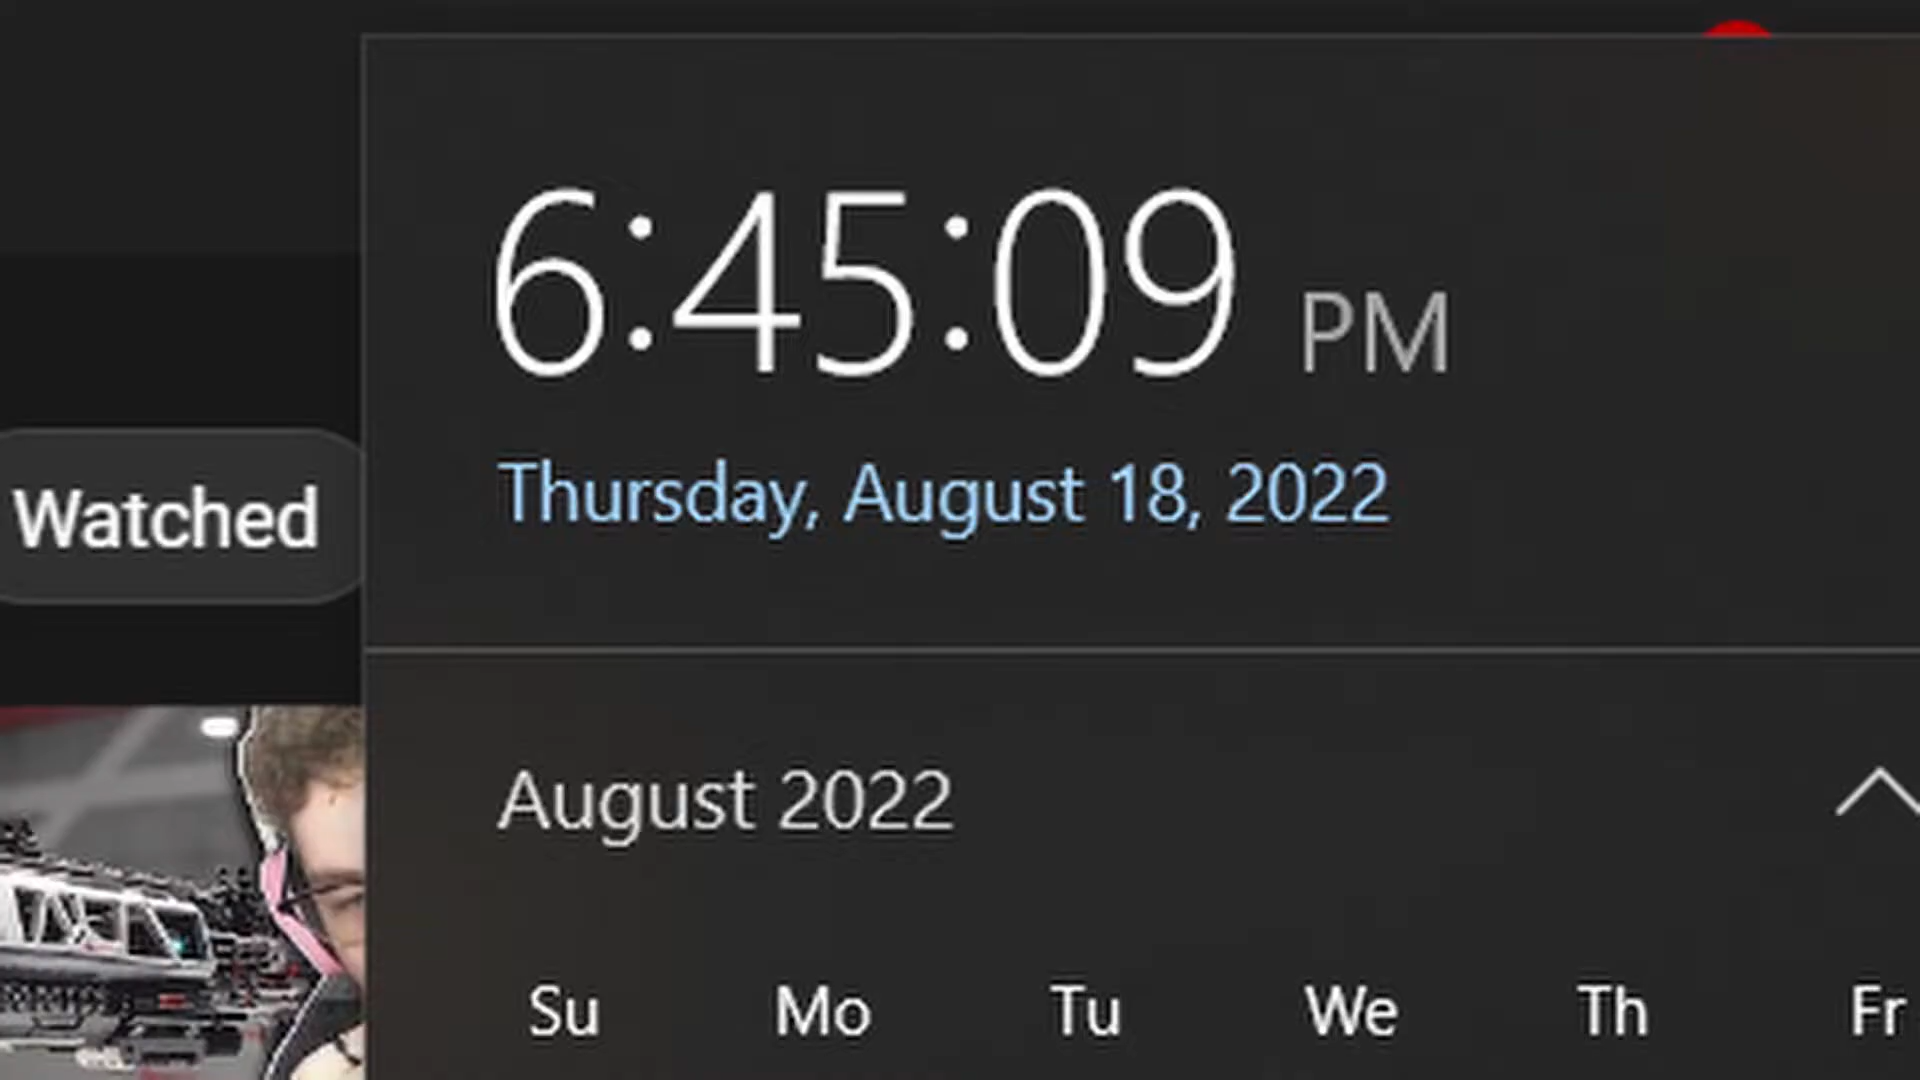 6:45:09 PM
Thursday, August 18, 2022
Watched
August 2022
Su Mo Tu We Th Fr